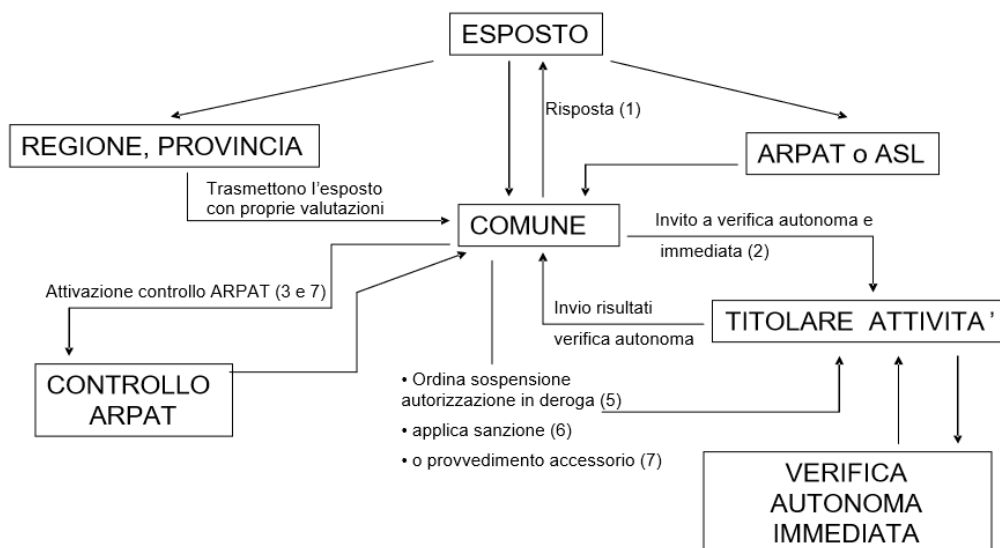 ESPOSTO
Risposta (1)
REGIONE, PROVINCIA
ARPAT o ASL
Trasmettono l'esposto
con proprie valutazioni
COMUNE
Invito a verifica autonoma e
immediata (2)
Attivazione controllo ARPAT (3 e 7)
Invio risultati
verifica autonoma
TITOLARE ATTIVITA'
CONTROLLO
ARPAT
• Ordina sospensione
autorizzazione in deroga (5)
• applica sanzione (6)
• o provvedimento accessorio (7)
VERIFICA
AUTONOMA
IMMEDIATA